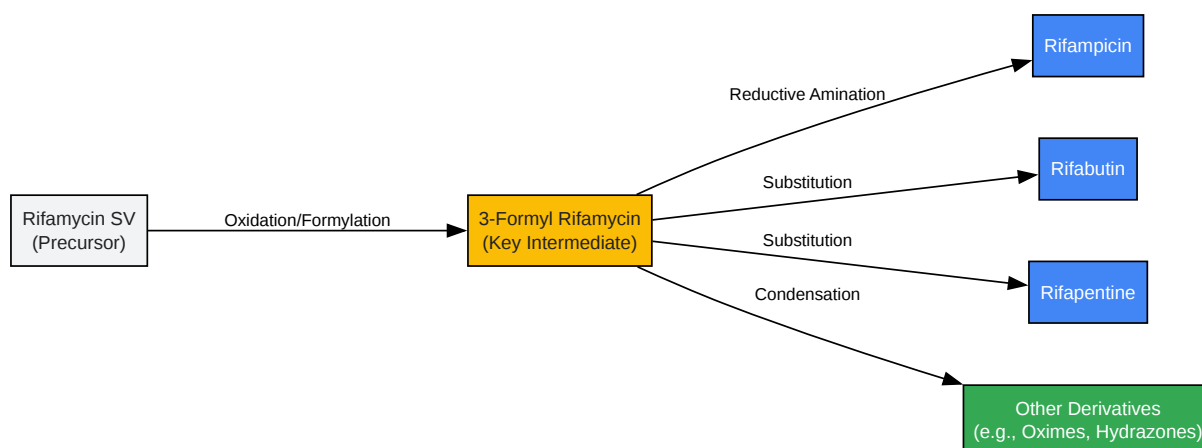 Rifamycin SV
(Precursor)
Oxidation/Formylation
3-Formyl Rifamycin
(Key Intermediate)
Reductive Amination
Rifampicin
Substitution
Rifabutin
Substitution
Rifapentine
Condensation
Other Derivatives
(e.g., Oximes, Hydrazones)